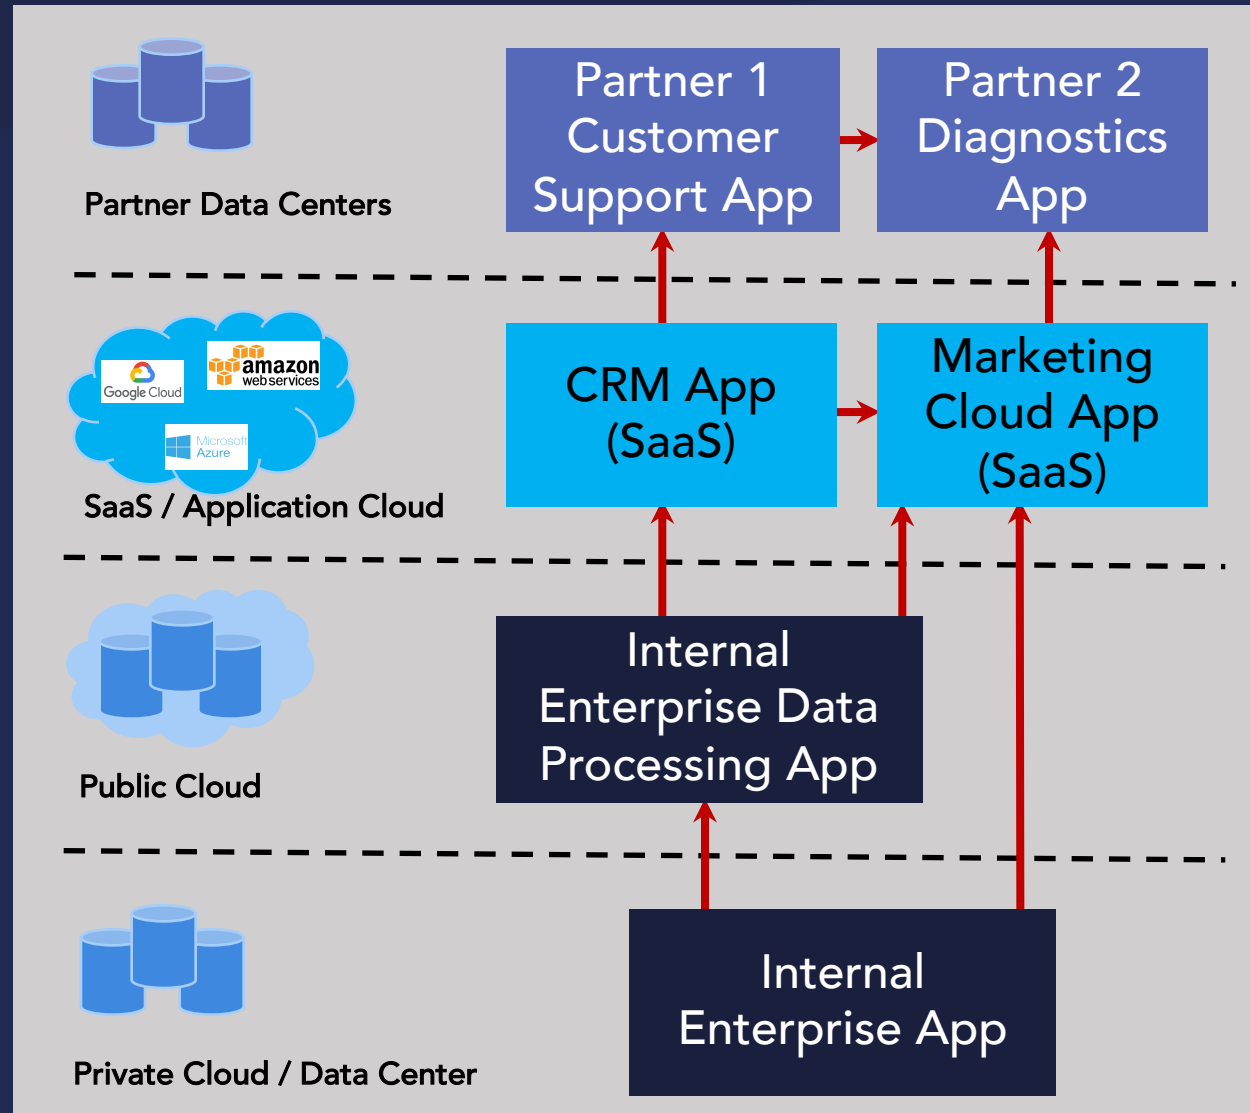 Partner 1
Customer
Support App
Partner 2
Diagnostics
App
Partner Data Centers
Google Cloud
amazon
web services
Microsoft
Azure
SaaS / Application Cloud
CRM App
(SaaS)
Marketing
Cloud App
(SaaS)
Internal
Enterprise Data
Processing App
Public Cloud
Internal
Enterprise App
Private Cloud / Data Center